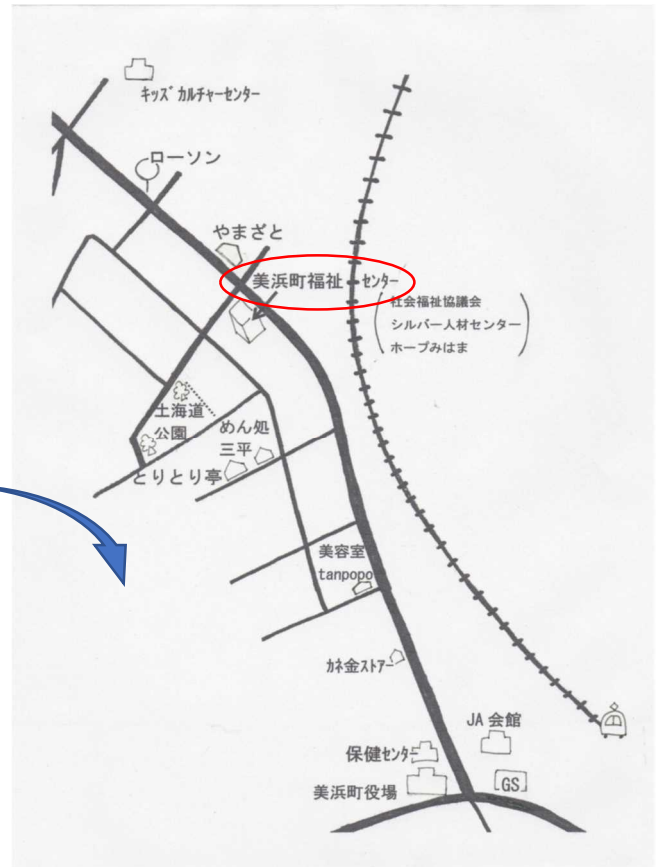 キッズカルチャーセンター
ローソン
やまざと
美浜町福祉センター
社会福祉協議会
シルバー人材センター
ホープみはま
土海道
公園
めん処
三平
とりとり亭
美容室
tanpopo
カネ金ストアー
JA会館
保健センター
美浜町役場
GS